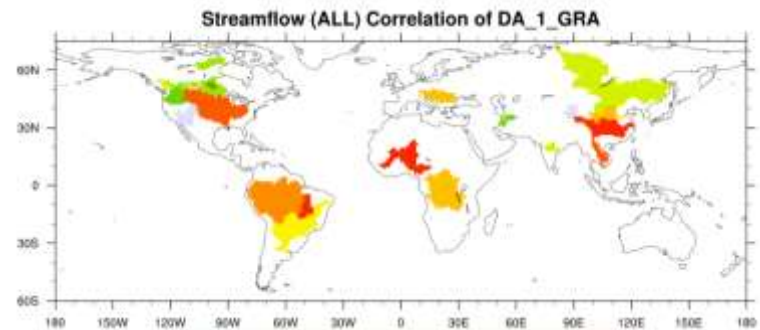 Streamflow (ALL) Correlation of DA_1_GRA
60N
30N
0
30S
60S
180 150W 120W 90W 60W 30W 0 30E 60E 90E 120E 150E 180